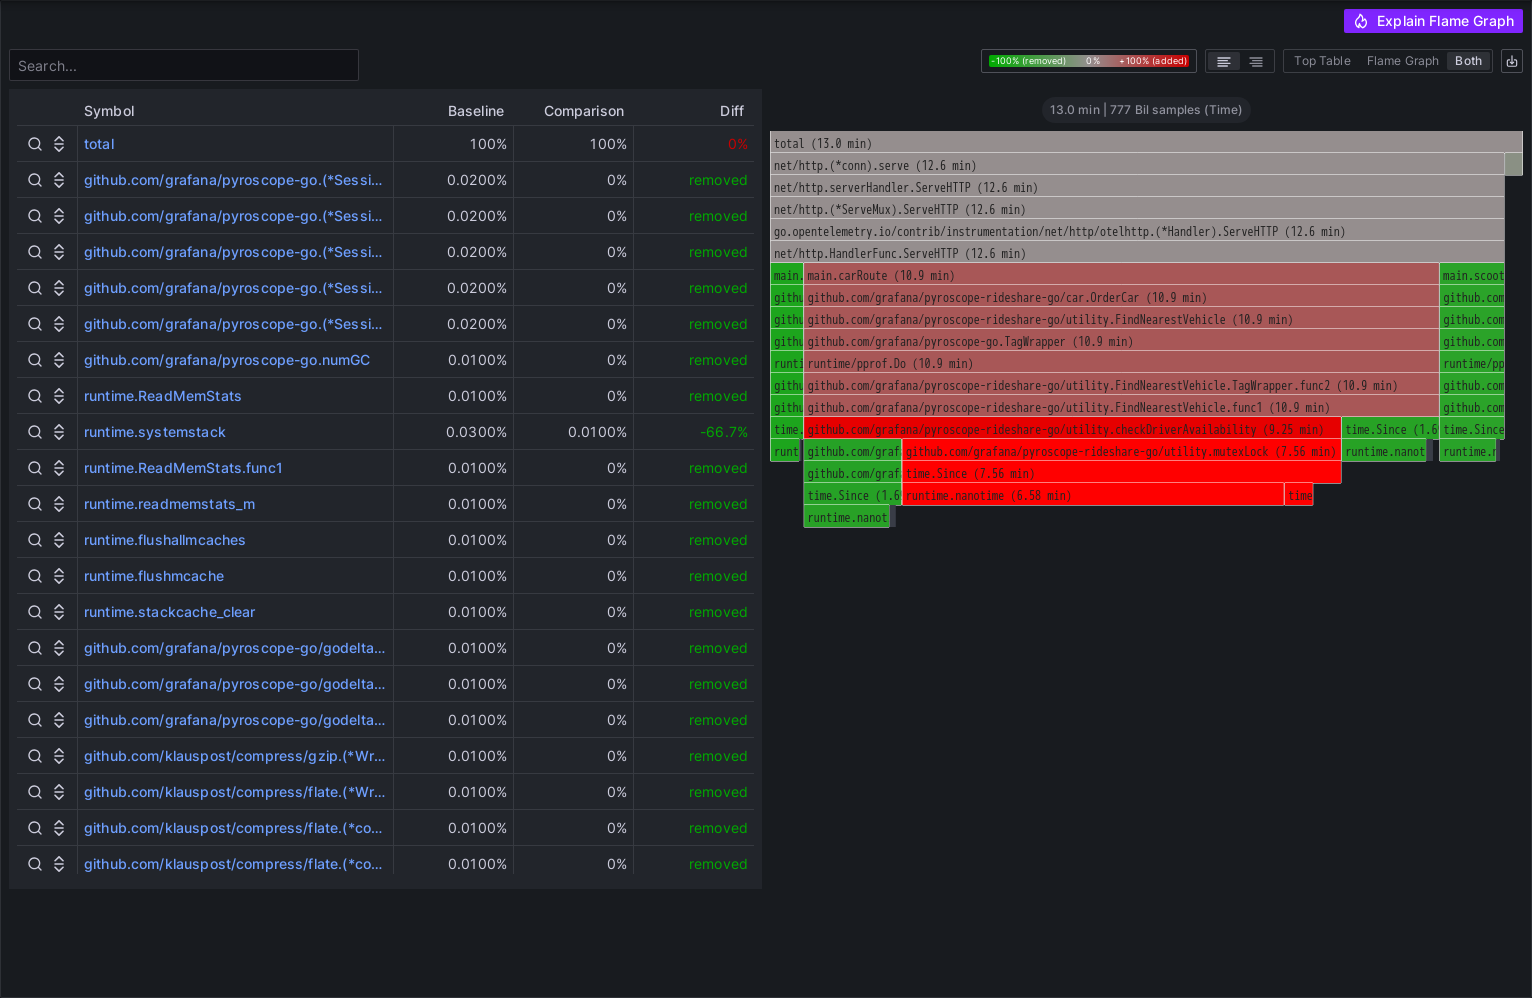 Explain Flame Graph
Search...
-100% (removed) 0% +100% (added)
Top Table Flame Graph Both
Symbol Baseline Comparison Diff
total 100% 100% 0%
github.com/grafana/pyroscope-go.(*Sessi... 0.0200% 0% removed
github.com/grafana/pyroscope-go.(*Sessi... 0.0200% 0% removed
github.com/grafana/pyroscope-go.(*Sessi... 0.0200% 0% removed
github.com/grafana/pyroscope-go.(*Sessi... 0.0200% 0% removed
github.com/grafana/pyroscope-go.(*Sessi... 0.0200% 0% removed
github.com/grafana/pyroscope-go.numGC 0.0100% 0% removed
runtime.ReadMemStats 0.0100% 0% removed
runtime.systemstack 0.0300% 0.0100% -66.7%
runtime.ReadMemStats.func1 0.0100% 0% removed
runtime.readmemstats_m 0.0100% 0% removed
runtime.flushallmcaches 0.0100% 0% removed
runtime.flushmcache 0.0100% 0% removed
runtime.stackcache_clear 0.0100% 0% removed
github.com/grafana/pyroscope-go/godelta... 0.0100% 0% removed
github.com/grafana/pyroscope-go/godelta... 0.0100% 0% removed
github.com/grafana/pyroscope-go/godelta... 0.0100% 0% removed
github.com/klauspost/compress/gzip.(*Wr... 0.0100% 0% removed
github.com/klauspost/compress/flate.(*Wr... 0.0100% 0% removed
github.com/klauspost/compress/flate.(*co... 0.0100% 0% removed
github.com/klauspost/compress/flate.(*co... 0.0100% 0% removed
13.0 min | 777 Bil samples (Time)
total (13.0 min)
net/http.(*conn).serve (12.6 min)
net/http.serverHandler.ServeHTTP (12.6 min)
net/http.(*ServeMux).ServeHTTP (12.6 min)
go.opentelemetry.io/contrib/instrumentation/net/http/otelhttp.(*Handler).ServeHTTP (12.6 min)
net/http.HandlerFunc.ServeHTTP (12.6 min)
main. main.carRoute (10.9 min) main.scoot
githu github.com/grafana/pyroscope-rideshare-go/car.OrderCar (10.9 min) github.com
githu github.com/grafana/pyroscope-rideshare-go/utility.FindNearestVehicle (10.9 min) github.com
githu github.com/grafana/pyroscope-go.TagWrapper (10.9 min) github.com
runti runtime/pprof.Do (10.9 min) runtime/pp
githu github.com/grafana/pyroscope-rideshare-go/utility.FindNearestVehicle.TagWrapper.func2 (10.9 min) github.com
githu github.com/grafana/pyroscope-rideshare-go/utility.FindNearestVehicle.func1 (10.9 min) github.com
time. github.com/grafana/pyroscope-rideshare-go/utility.checkDriverAvailability (9.25 min) time.Since (1.6 time.Since
runt github.com/graf github.com/grafana/pyroscope-rideshare-go/utility.mutexLock (7.56 min) runtime.nanot runtime.n
github.com/graf time.Since (7.56 min)
time.Since (1.6 runtime.nanotime (6.58 min) time
runtime.nanot